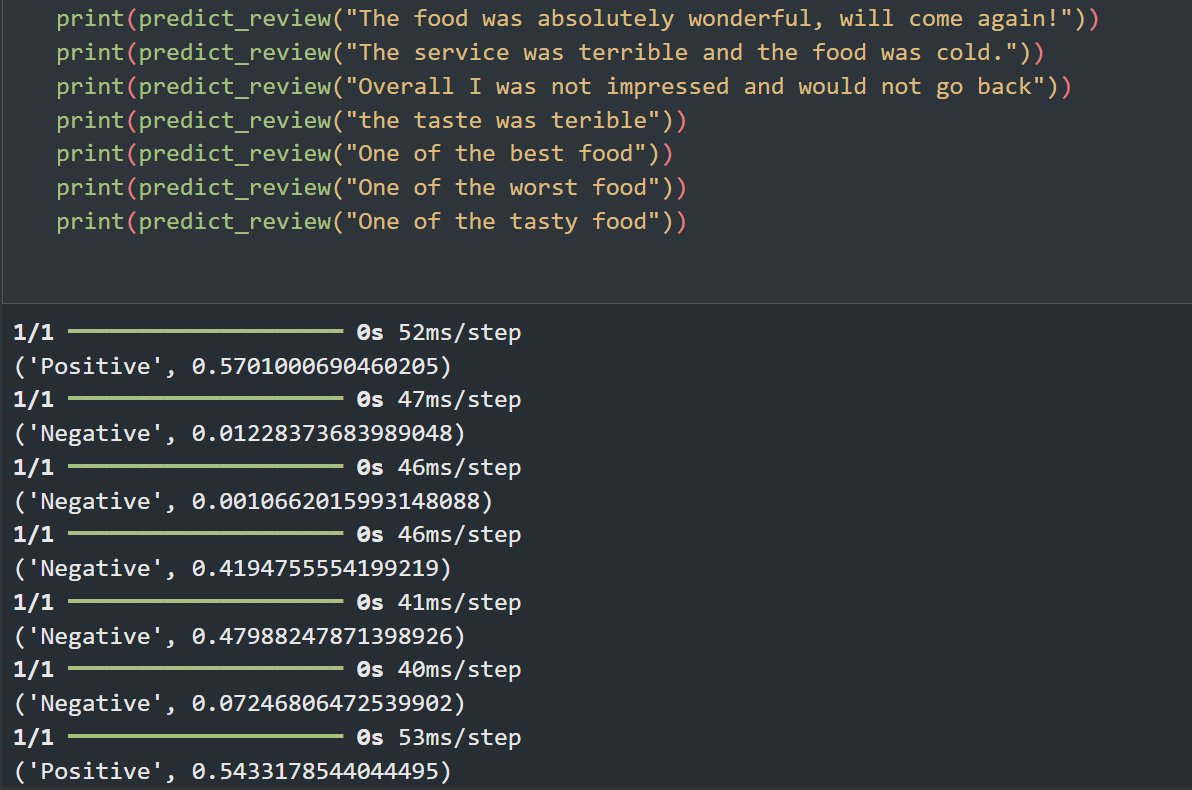 print(predict_review("The food was absolutely wonderful, will come again!"))
print(predict_review("The service was terrible and the food was cold."))
print(predict_review("Overall I was not impressed and would not go back"))
print(predict_review("the taste was terible"))
print(predict_review("One of the best food"))
print(predict_review("One of the worst food"))
print(predict_review("One of the tasty food"))
1/1 ━━━━━━━━━━━━━━━━━━━━ 0s 52ms/step
('Positive', 0.5701000690460205)
1/1 ━━━━━━━━━━━━━━━━━━━━ 0s 47ms/step
('Negative', 0.01228373683989048)
1/1 ━━━━━━━━━━━━━━━━━━━━ 0s 46ms/step
('Negative', 0.0010662015993148088)
1/1 ━━━━━━━━━━━━━━━━━━━━ 0s 46ms/step
('Negative', 0.4194755554199219)
1/1 ━━━━━━━━━━━━━━━━━━━━ 0s 41ms/step
('Negative', 0.47988247871398926)
1/1 ━━━━━━━━━━━━━━━━━━━━ 0s 40ms/step
('Negative', 0.07246806472539902)
1/1 ━━━━━━━━━━━━━━━━━━━━ 0s 53ms/step
('Positive', 0.5433178544044495)